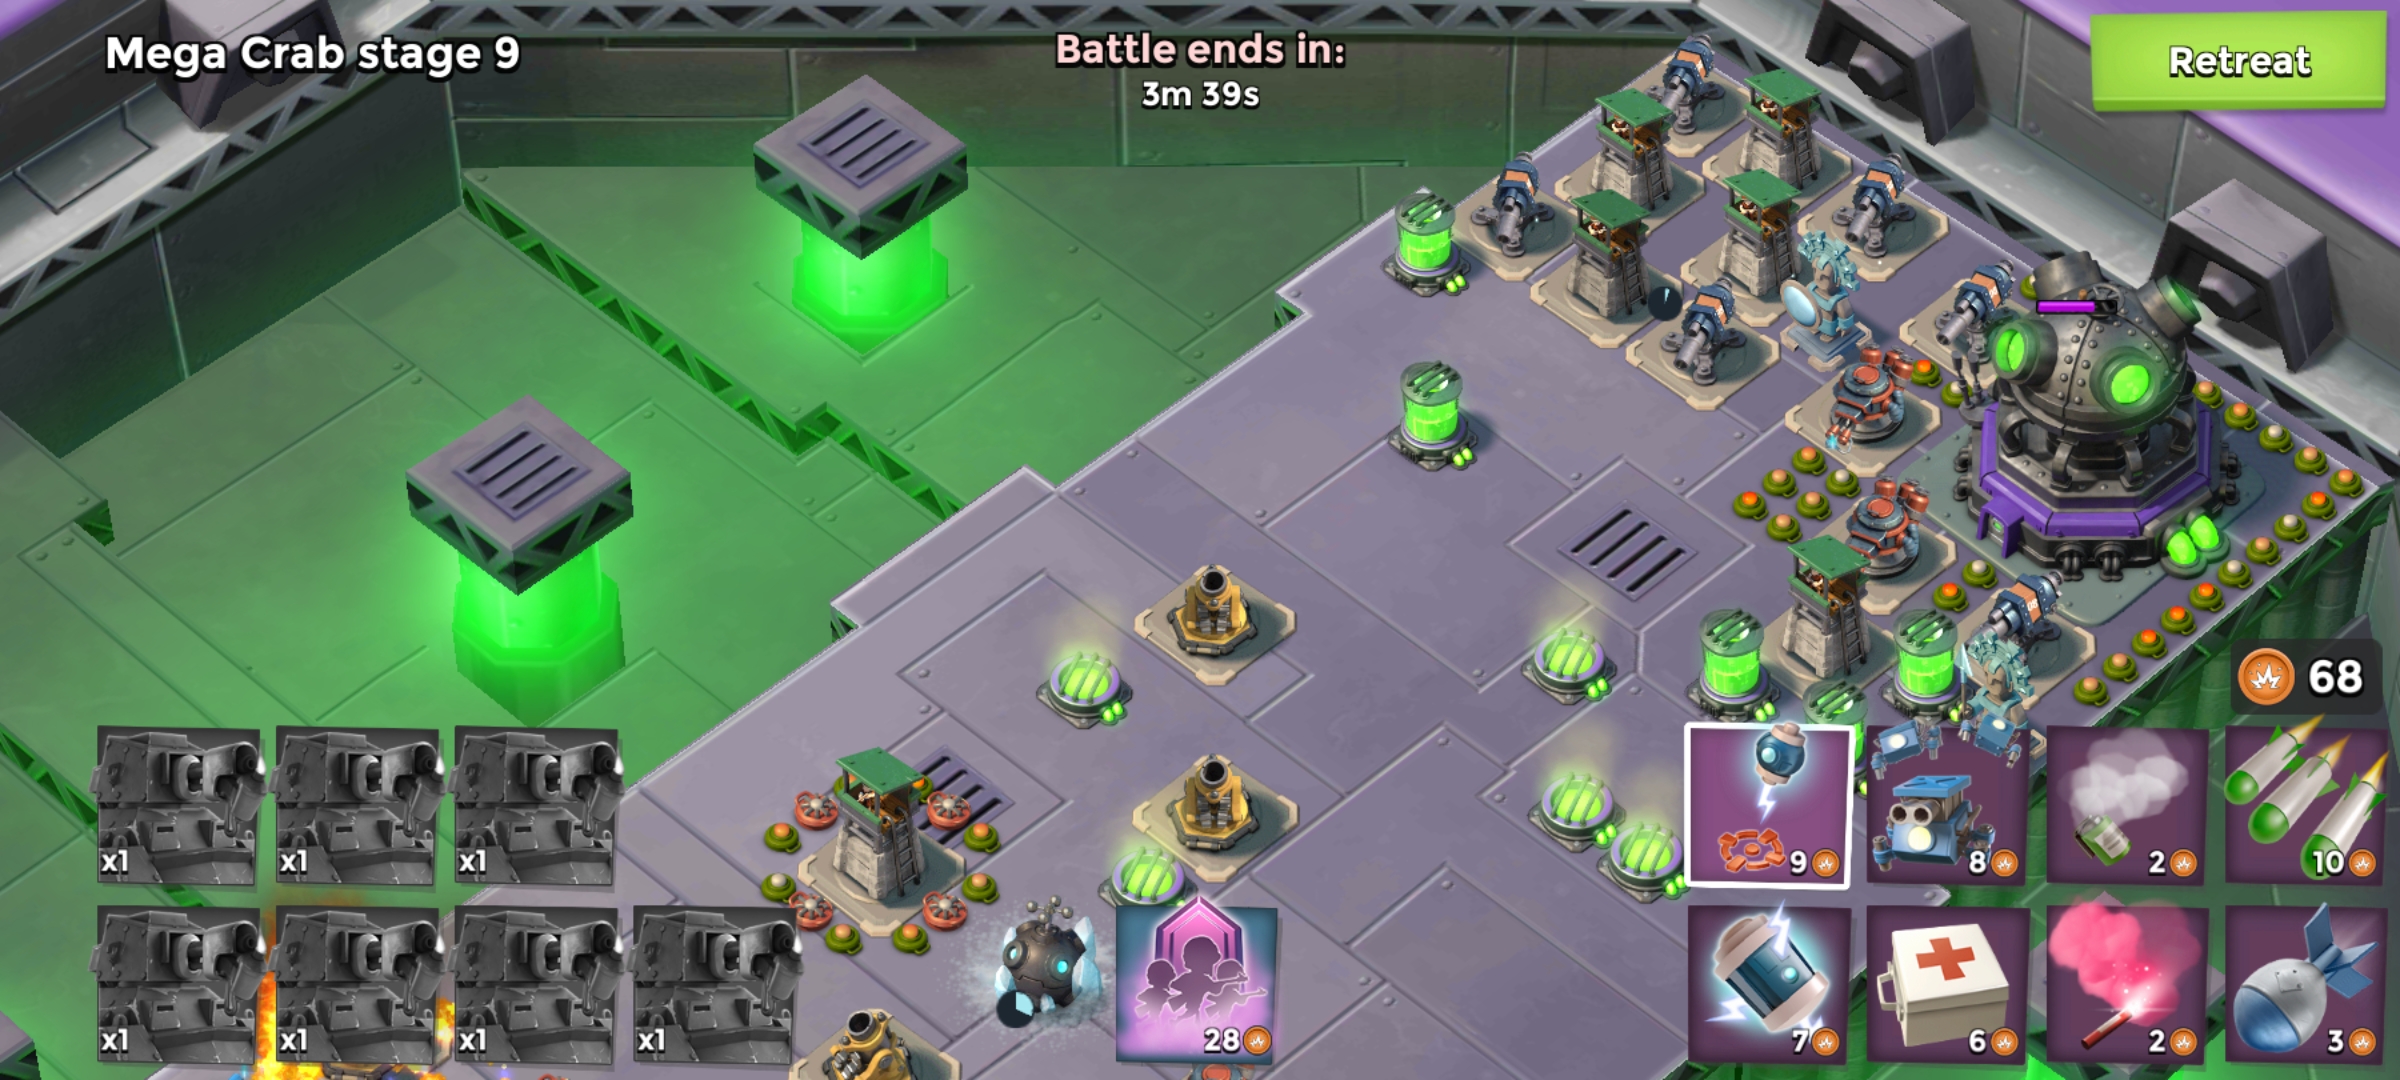 Mega Crab stage 9
Battle ends in:
3m 39s
Retreat
68
x1
x1
x1
9
8
2
10
x1
x1
x1
x1
28
7
6
2
3